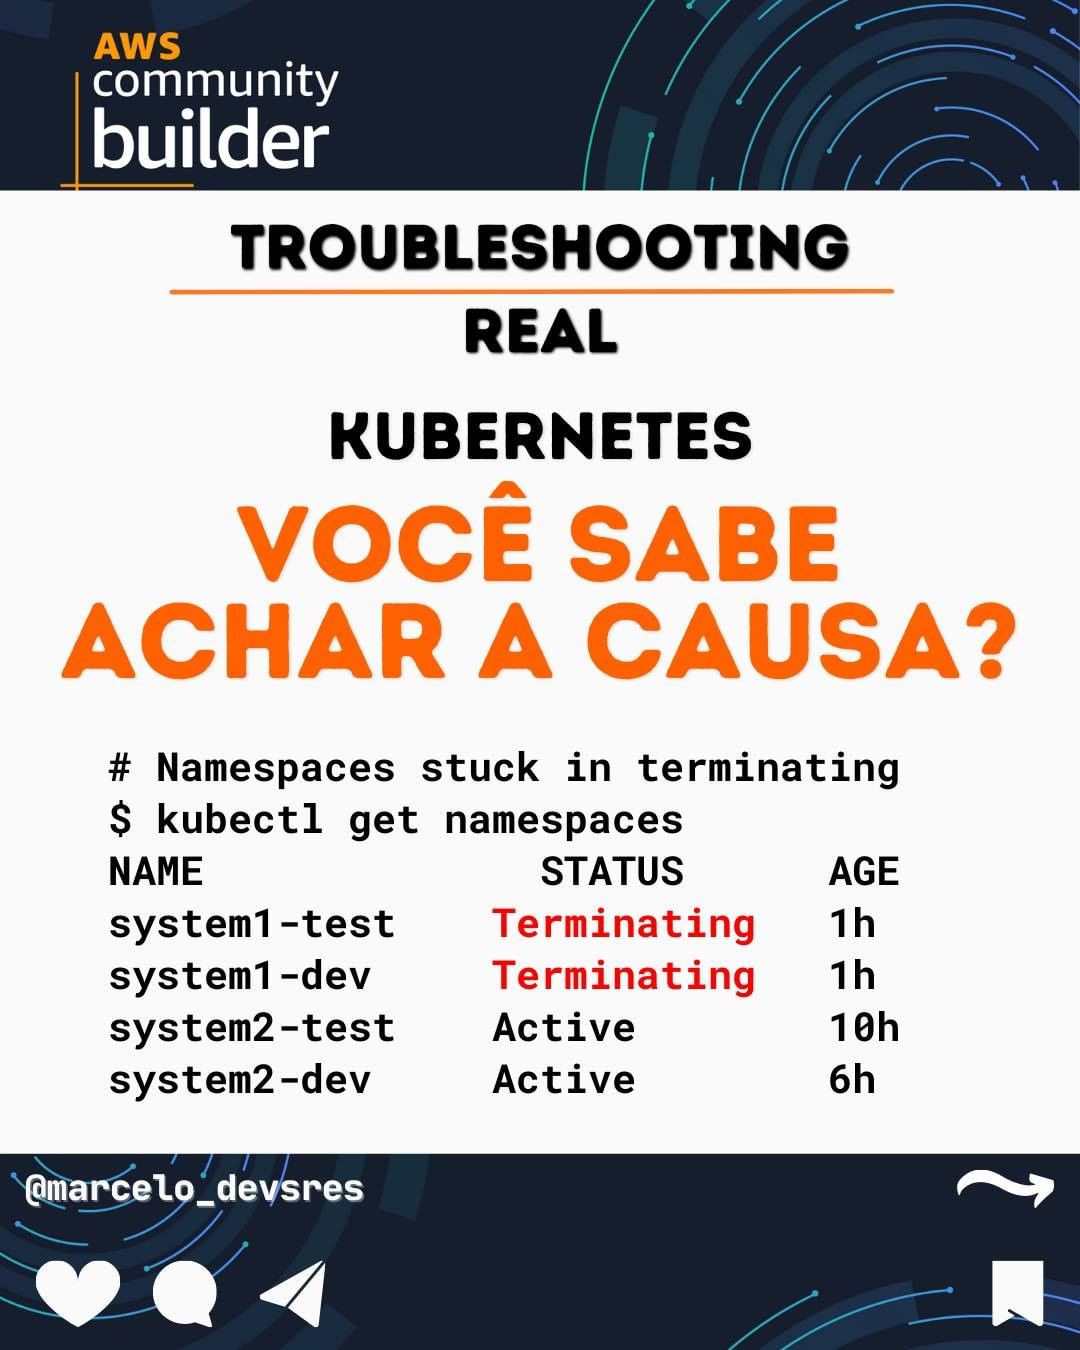 AWS
community
builder
TROUBLESHOOTING
REAL
KUBERNETES
VOCÊ SABE
ACHAR A CAUSA?
# Namespaces stuck in terminating
$ kubectl get namespaces
NAME STATUS AGE
system1-test Terminating 1h
system1-dev Terminating 1h
system2-test Active 10h
system2-dev Active 6h
@marcelo_devsres